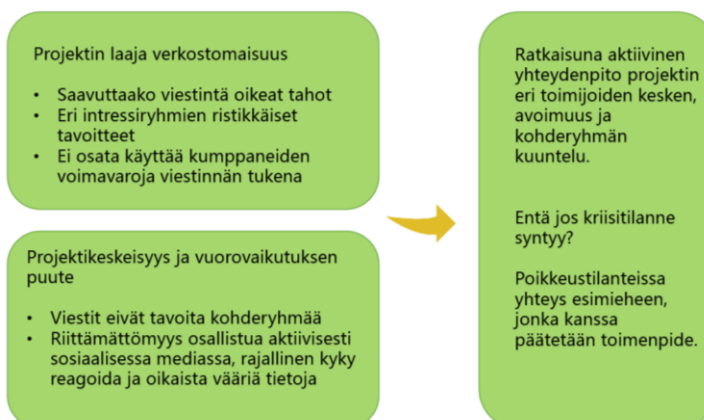 Projektin laaja verkostomaisuus
• Saavuttaako viestintä oikeat tahot
• Eri intressiryhmien ristikkäiset
tavoitteet
• Ei osata käyttää kumppaneiden
voimavaroja viestinnän tukena
Projektikeskeisyys ja vuorovaikutuksen
puute
• Viestit eivät tavoita kohderyhmää
• Riittämättömyys osallistua aktiivisesti
sosiaalisessa mediassa, rajallinen kyky
reagoida ja oikaista vääriä tietoja
Ratkaisuna aktiivinen
yhteydenpito projektin
eri toimijoiden kesken,
avoimuus ja
kohderyhmän
kuuntelu.
Entä jos kriisitilanne
syntyy?
Poikkeustilanteissa
yhteys esimieheen,
jonka kanssa
päätetään toimenpide.